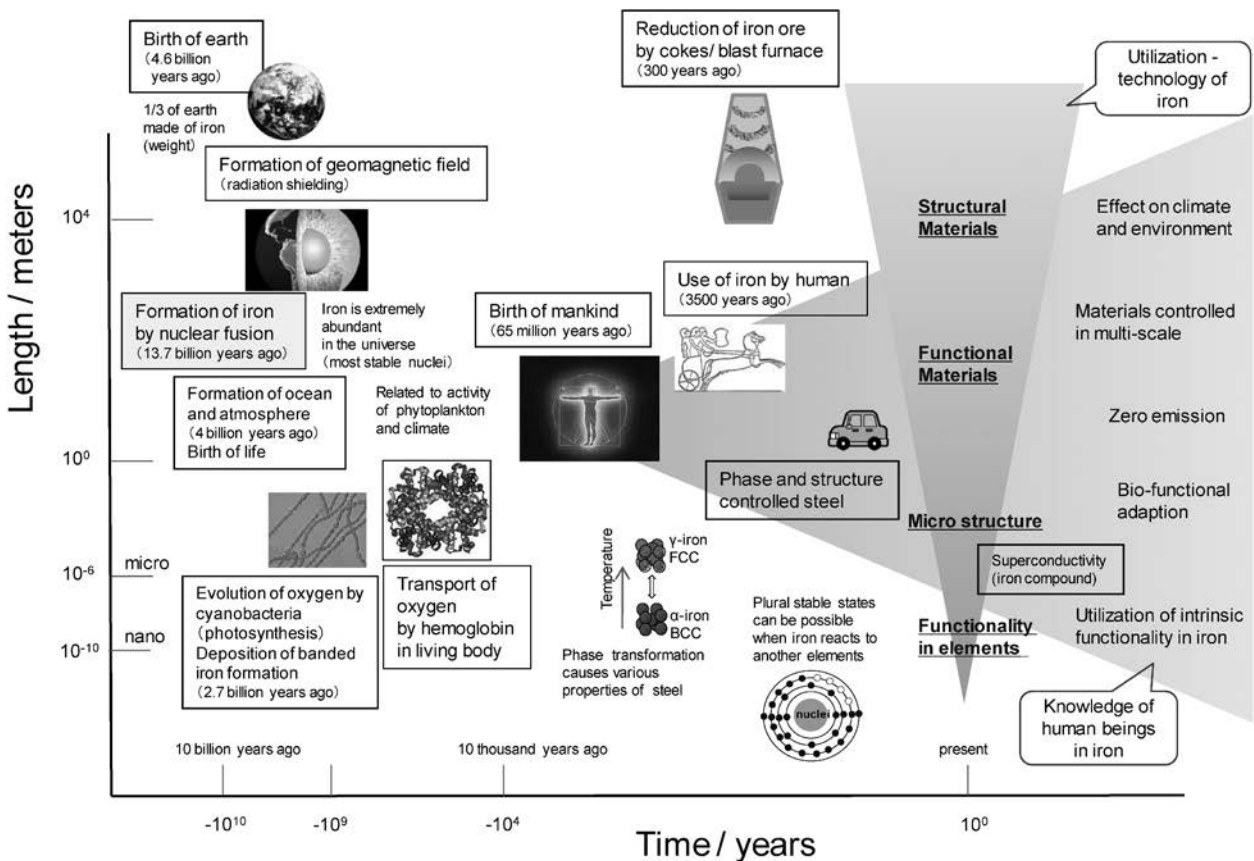 Birth of earth
(4.6 billion
years ago)
1/3 of earth
made of iron
(weight)
Reduction of iron ore
by cokes/ blast furnace
(300 years ago)
Utilization -
technology of
iron
Formation of geomagnetic field
(radiation shielding)
Length / meters
10⁴
Structural
Materials
Effect on climate
and environment
Use of iron by human
(3500 years ago)
Formation of iron
by nuclear fusion
(13.7 billion years ago)
Iron is extremely
abundant
in the universe
(most stable nuclei)
Birth of mankind
(65 million years ago)
Materials controlled
in multi-scale
Functional
Materials
Formation of ocean
and atmosphere
(4 billion years ago)
Birth of life
Related to activity
of phytoplankton
and climate
Zero emission
10⁰
Phase and structure
controlled steel
Bio-functional
adaption
Micro structure
micro
10⁻⁶
Superconductivity
(iron compound)
Evolution of oxygen by
cyanobacteria
(photosynthesis)
Deposition of banded
iron formation
(2.7 billion years ago)
Transport of
oxygen
by hemoglobin
in living body
Temperature
γ-iron
FCC
α-iron
BCC
Phase transformation
causes various
properties of steel
Plural stable states
can be possible
when iron reacts to
another elements
nuclei
nano
10⁻¹⁰
Functionality
in elements
Utilization of intrinsic
functionality in iron
Knowledge of
human beings
in iron
10 billion years ago
10 thousand years ago
present
-10¹⁰
-10⁹
-10⁴
10⁰
Time / years